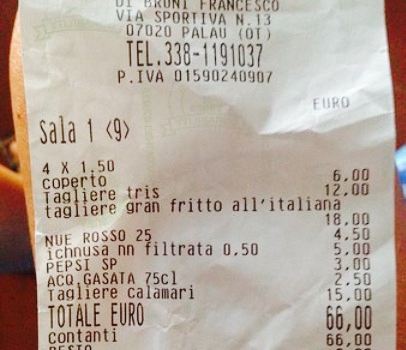 DI BRUNI FRANCESCO
VIA SPORTIVA N.13
07020 PALAU (OT)
TEL.338-1191037
P.IVA 01590240907
EURO
Sala 1 <9>
4 X 1.50
coperto 6,00
Tagliere tris 12,00
tagliere gran fritto all'italiana
18,00
NUE ROSSO 25 4,50
ichnusa nn filtrata 0,50 5,00
PEPSI SP 3,00
ACQ.GASATA 75cl 2,50
Tagliere calamari 15,00
TOTALE EURO 66,00
contanti 66,00
RESTO